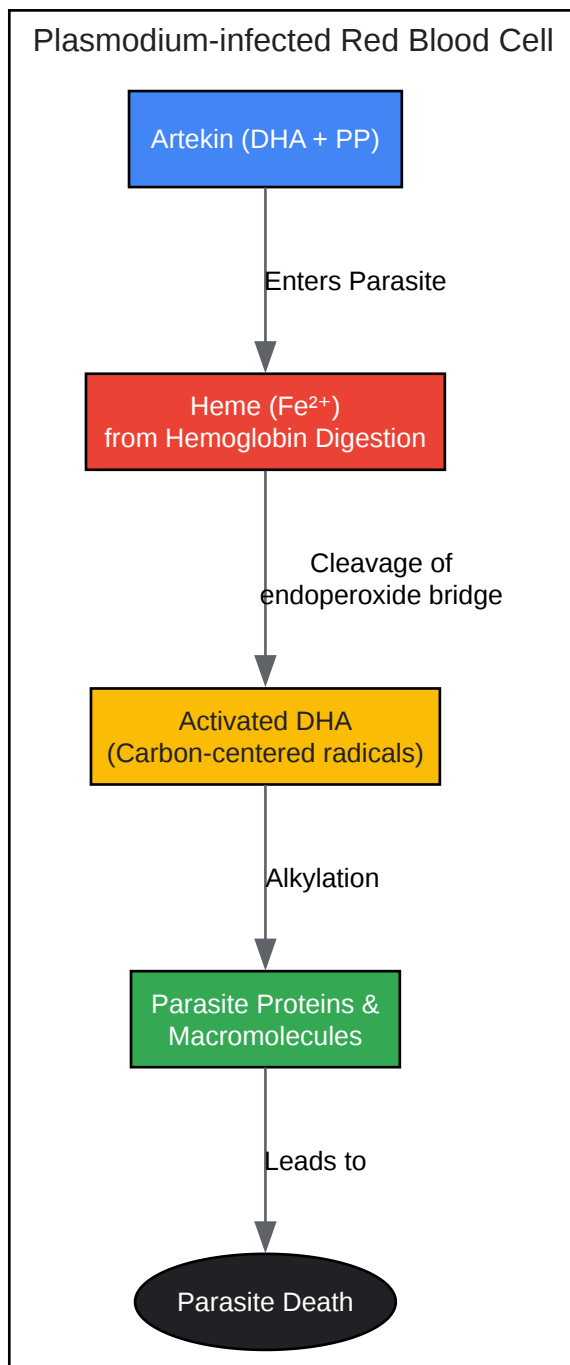 Plasmodium-infected Red Blood Cell
Artekin (DHA + PP)
Enters Parasite
Heme (Fe²⁺)
from Hemoglobin Digestion
Cleavage of
endoperoxide bridge
Activated DHA
(Carbon-centered radicals)
Alkylation
Parasite Proteins &
Macromolecules
Leads to
Parasite Death